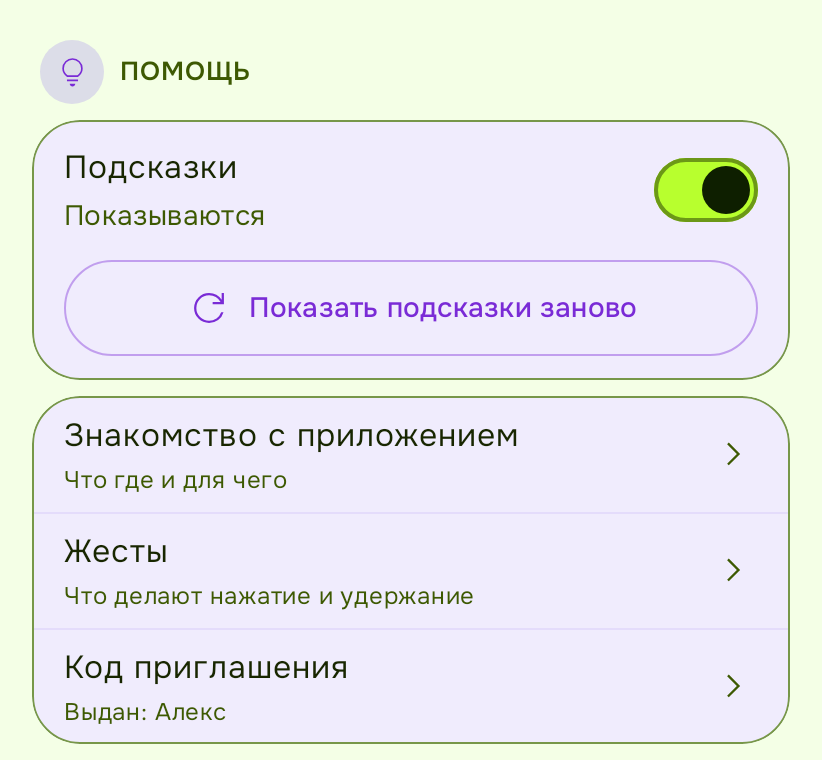 ПОМОЩЬ
Подсказки
Показываются
Показать подсказки заново
Знакомство с приложением
Что где и для чего
Жесты
Что делают нажатие и удержание
Код приглашения
Выдан: Алекс